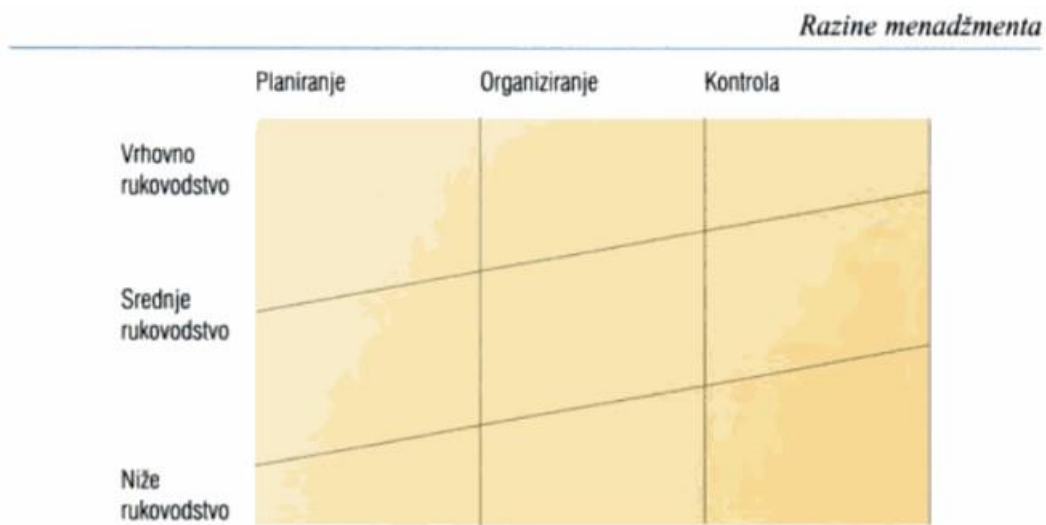 Razine menadžmenta
Planiranje Organiziranje Kontrola
Vrhovno
rukovodstvo
Srednje
rukovodstvo
Niže
rukovodstvo